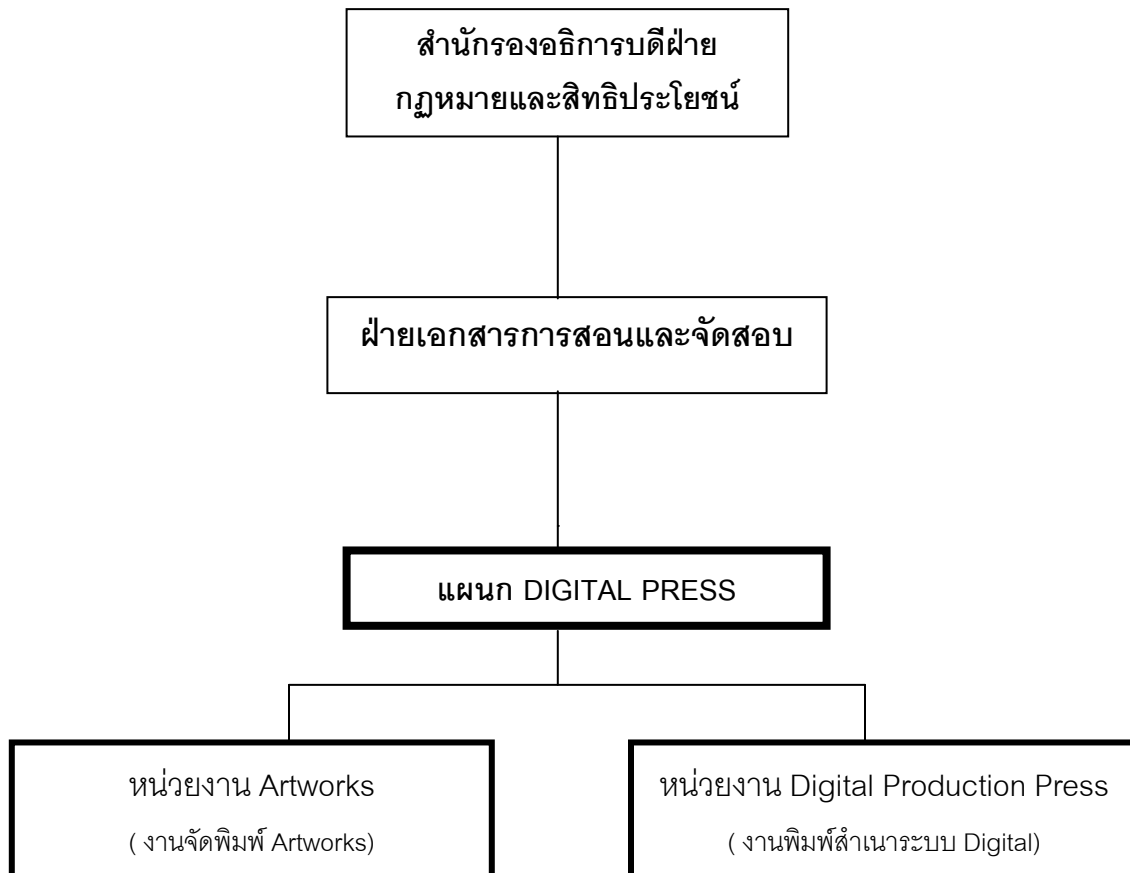 สำนักรองอธิการบดีฝ่าย
กฎหมายและสิทธิประโยชน์
ฝ่ายเอกสารการสอนและจัดสอบ
แผนก DIGITAL PRESS
หน่วยงาน Artworks
( งานจัดพิมพ์ Artworks)
หน่วยงาน Digital Production Press
( งานพิมพ์สำเนาระบบ Digital)